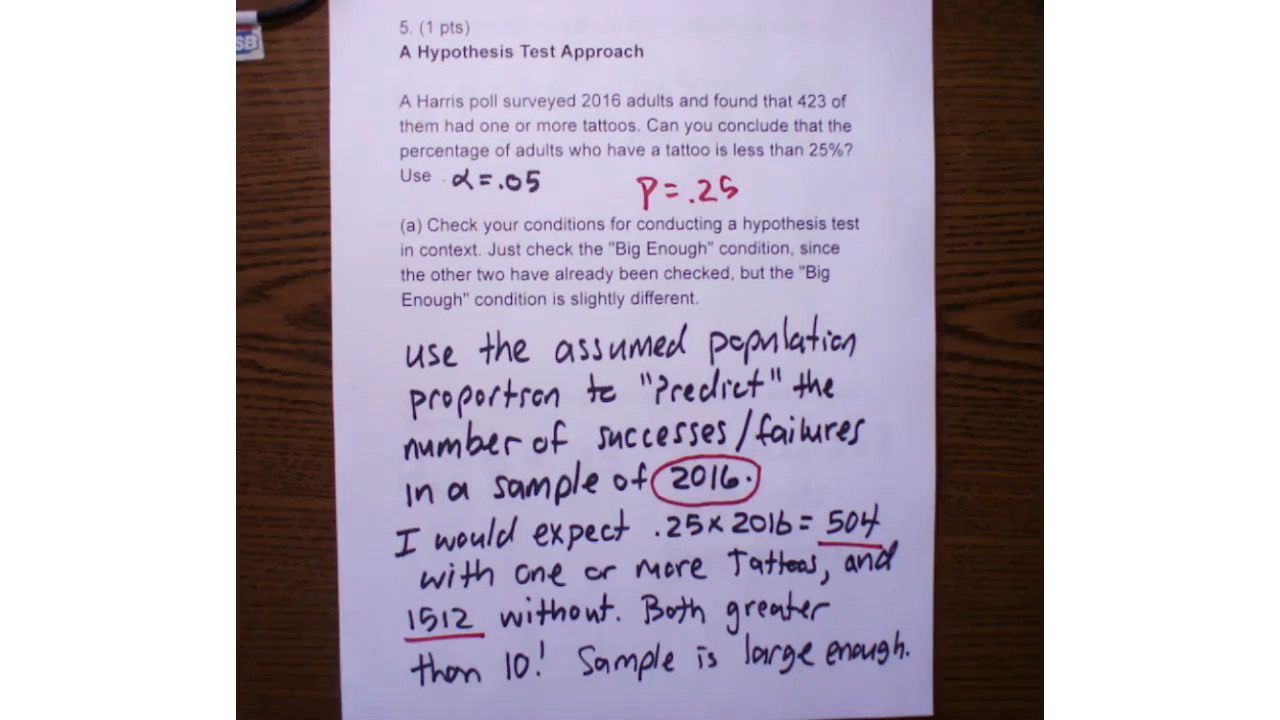 SB
5. (1 pts)
A Hypothesis Test Approach
A Harris poll surveyed 2016 adults and found that 423 of
them had one or more tattoos. Can you conclude that the
percentage of adults who have a tattoo is less than 25%?
Use α = .05 P = .25
(a) Check your conditions for conducting a hypothesis test
in context. Just check the "Big Enough" condition, since
the other two have already been checked, but the "Big
Enough" condition is slightly different.
use the assumed population
proportion to "Predict" the
number of successes/failures
in a sample of 2016.
I would expect .25 × 2016 = 504
with one or more Tattoos, and
1512 without. Both greater
than 10! Sample is large enough.